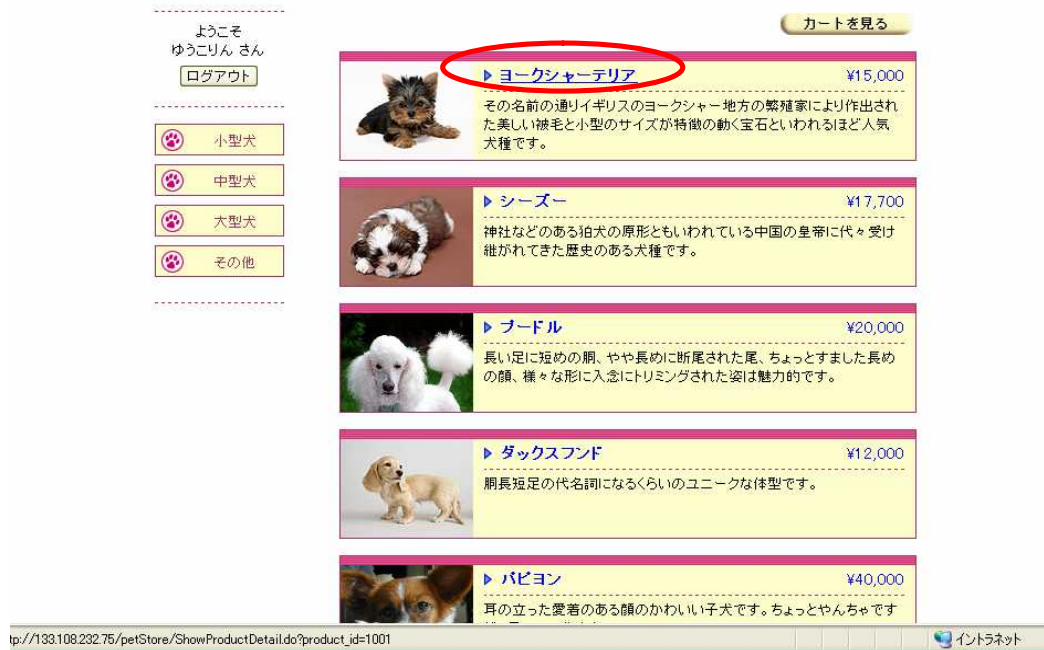 ようこそ
ゆうこりん さん
ログアウト
小型犬
中型犬
大型犬
その他
カートを見る
ヨークシャーテリア ¥15,000
その名前の通りイギリスのヨークシャー地方の繁殖家により作出され
た美しい被毛と小型のサイズが特徴の動く宝石といわれるほど人気
犬種です。
シーズー ¥17,700
神社などのある狛犬の原形ともいわれている中国の皇帝に代々受け
継がれてきた歴史のある犬種です。
プードル ¥20,000
長い足に短めの胴、やや長めに断尾された尾、ちょっとすました長め
の顔、様々な形に入念にトリミングされた姿は魅力的です。
ダックスフンド ¥12,000
胴長短足の代名詞になるくらいのユニークな体型です。
パピヨン ¥40,000
耳の立った愛着のある顔のかわいい子犬です。ちょっとやんちゃです
tp://133.108.232.75/petStore/ShowProductDetail.do?product_id=1001
イントラネット